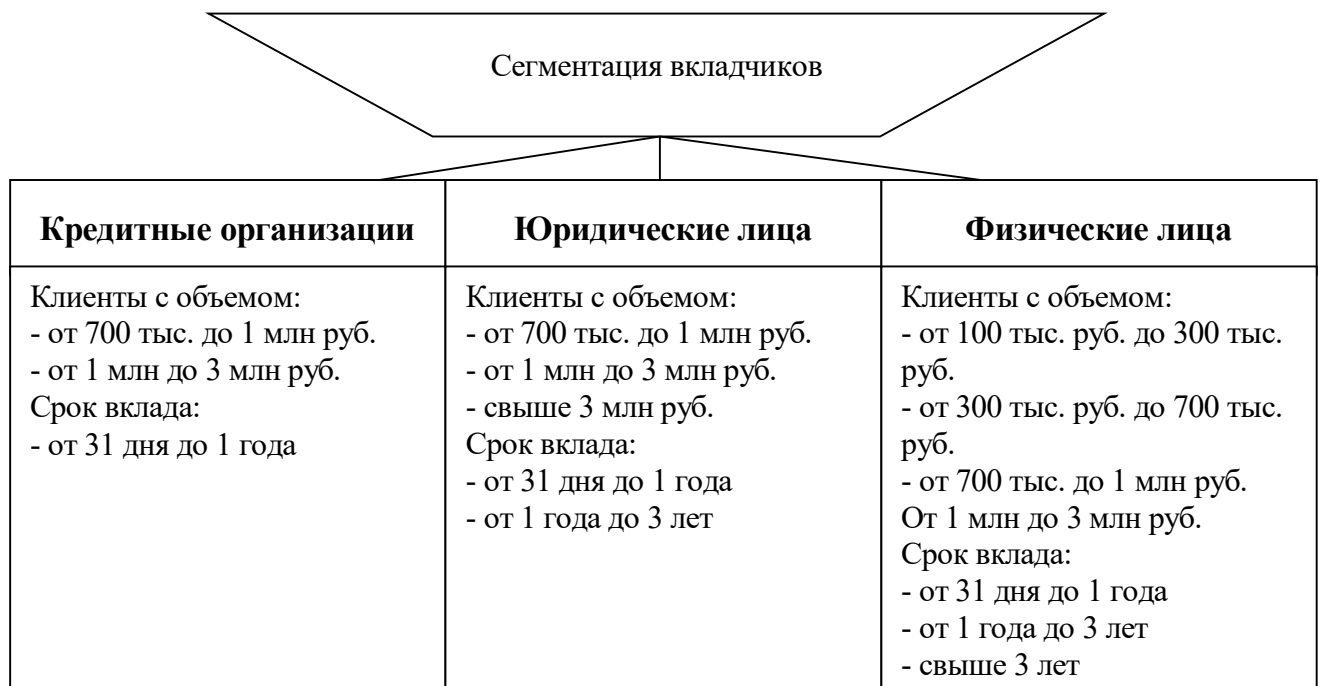 Сегментация вкладчиков
Кредитные организации
Клиенты с объемом:
- от 700 тыс. до 1 млн руб.
- от 1 млн до 3 млн руб.
Срок вклада:
- от 31 дня до 1 года
Юридические лица
Клиенты с объемом:
- от 700 тыс. до 1 млн руб.
- от 1 млн до 3 млн руб.
- свыше 3 млн руб.
Срок вклада:
- от 31 дня до 1 года
- от 1 года до 3 лет
Физические лица
Клиенты с объемом:
- от 100 тыс. руб. до 300 тыс.
руб.
- от 300 тыс. руб. до 700 тыс.
руб.
- от 700 тыс. до 1 млн руб.
От 1 млн до 3 млн руб.
Срок вклада:
- от 31 дня до 1 года
- от 1 года до 3 лет
- свыше 3 лет